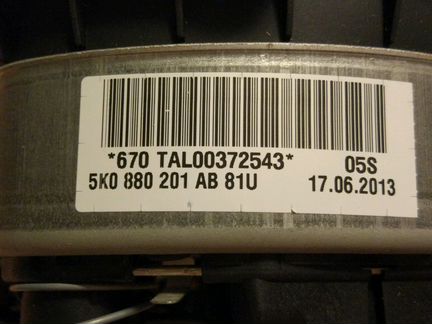 *670 TAL00372543* 05S
5K0 880 201 AB 81U 17.06.2013